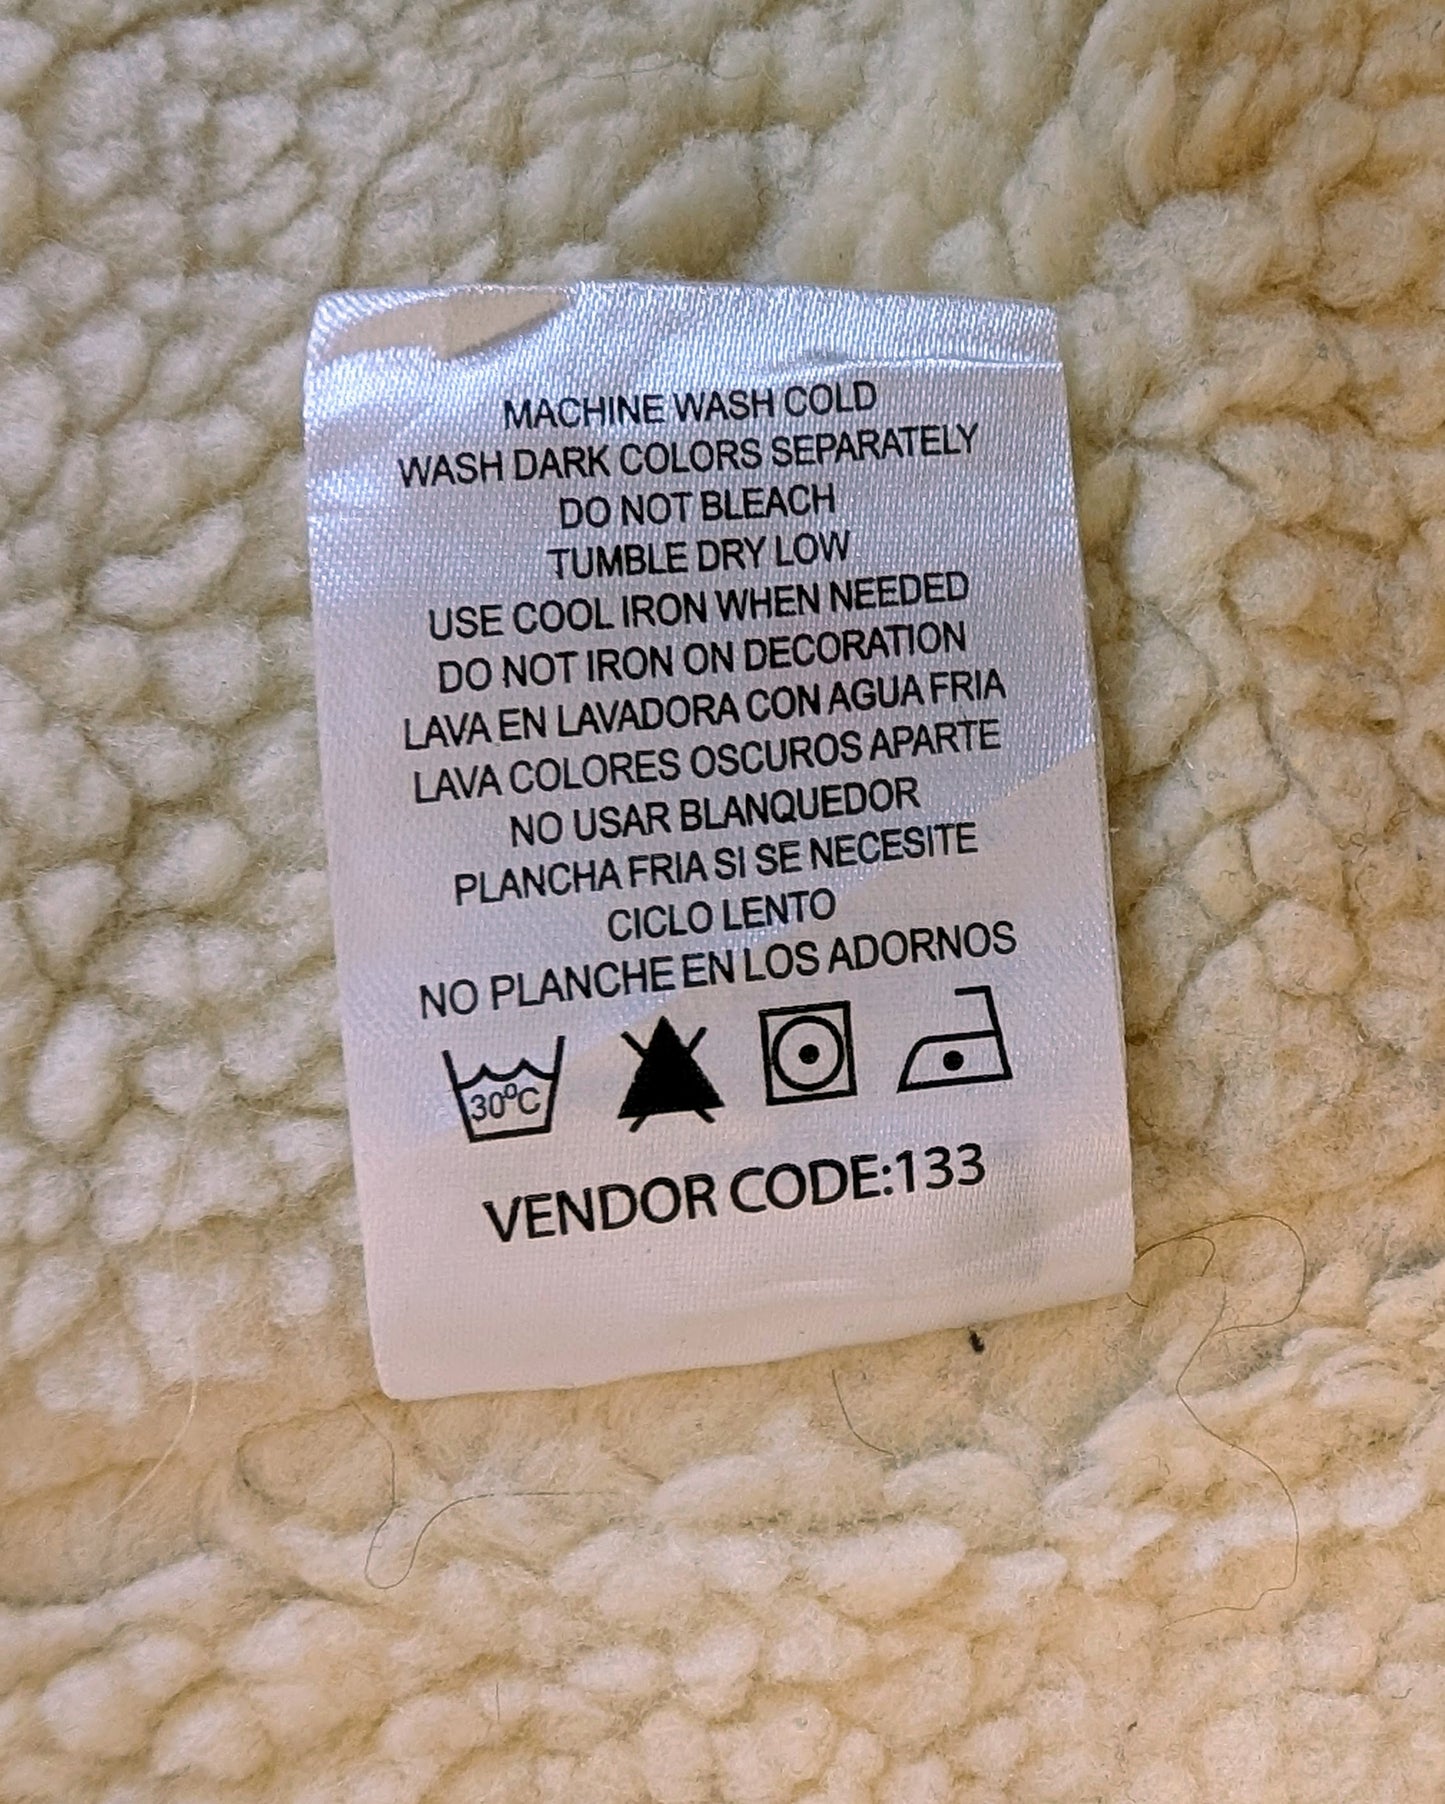 MACHINE WASH COLD
WASH DARK COLORS SEPARATELY
DO NOT BLEACH
TUMBLE DRY LOW
USE COOL IRON WHEN NEEDED
DO NOT IRON ON DECORATION
LAVA EN LAVADORA CON AGUA FRIA
LAVA COLORES OSCUROS APARTE
NO USAR BLANQUEDOR
PLANCHA FRIA SI SE NECESITE
CICLO LENTO
NO PLANCHE EN LOS ADORNOS
30ºC
VENDOR CODE:133